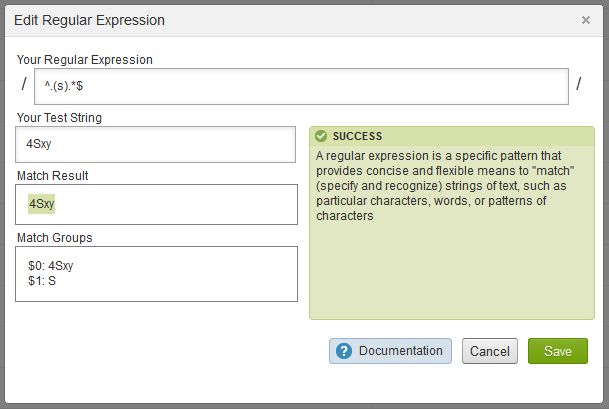 Edit Regular Expression ×
Your Regular Expression
/ ^.(s).*$ /
Your Test String
4Sxy
Match Result
4Sxy
Match Groups
$0: 4Sxy
$1: S
SUCCESS
A regular expression is a specific pattern that
provides concise and flexible means to "match"
(specify and recognize) strings of text, such as
particular characters, words, or patterns of
characters
? Documentation Cancel Save